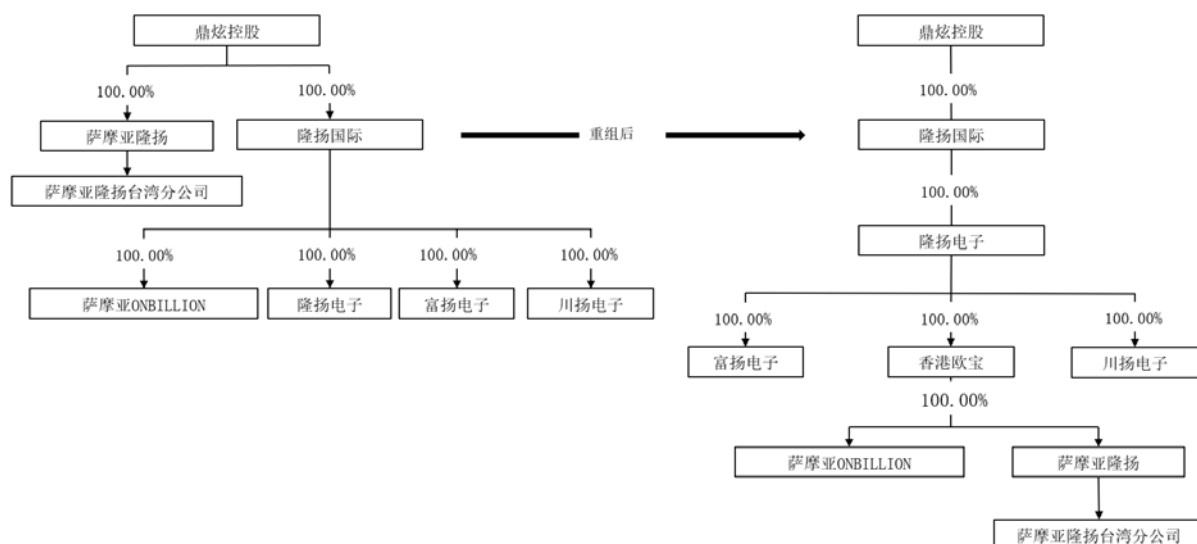 鼎炫控股
100.00%
100.00%
萨摩亚隆扬
隆扬国际
萨摩亚隆扬台湾分公司
100.00%
100.00%
100.00%
100.00%
萨摩亚ONBILLION
隆扬电子
富扬电子
川扬电子
重组后
鼎炫控股
100.00%
隆扬国际
100.00%
隆扬电子
100.00%
100.00%
100.00%
富扬电子
香港欧宝
川扬电子
100.00%
萨摩亚ONBILLION
萨摩亚隆扬
萨摩亚隆扬台湾分公司